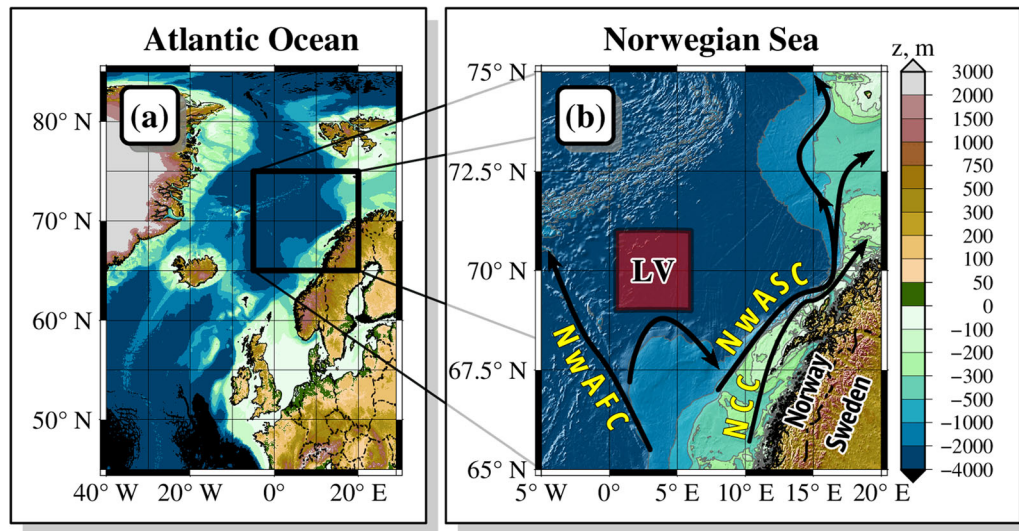 Atlantic Ocean
(a)
80° N
70° N
60° N
50° N
40° W
20° W
0° E
20° E
Norwegian Sea
(b)
75° N
72.5° N
70° N
67.5° N
65° N
5° W
0° E
5° E
10° E
15° E
20° E
LV
NwAFC
NwASC
NCC
Norway
Sweden
z, m
3000
2000
1500
1000
750
500
300
200
100
50
0
−100
−200
−300
−500
−1000
−2000
−4000